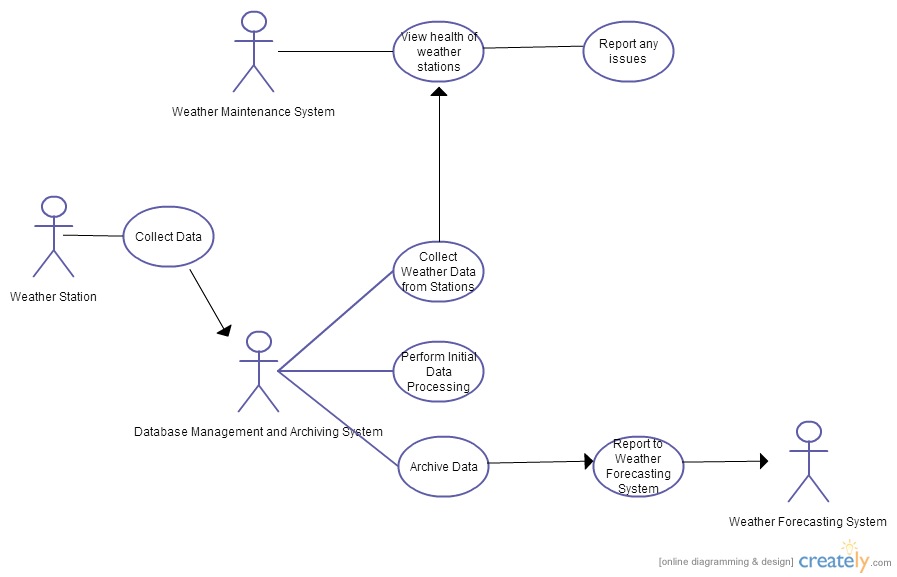 View health of
weather
stations
Report any
issues
Weather Maintenance System
Collect Data
Weather Station
Collect
Weather Data
from Stations
Perform Initial
Data
Processing
Database Management and Archiving System
Archive Data
Report to
Weather
Forecasting
System
Weather Forecasting System
[online diagramming & design] creately.com